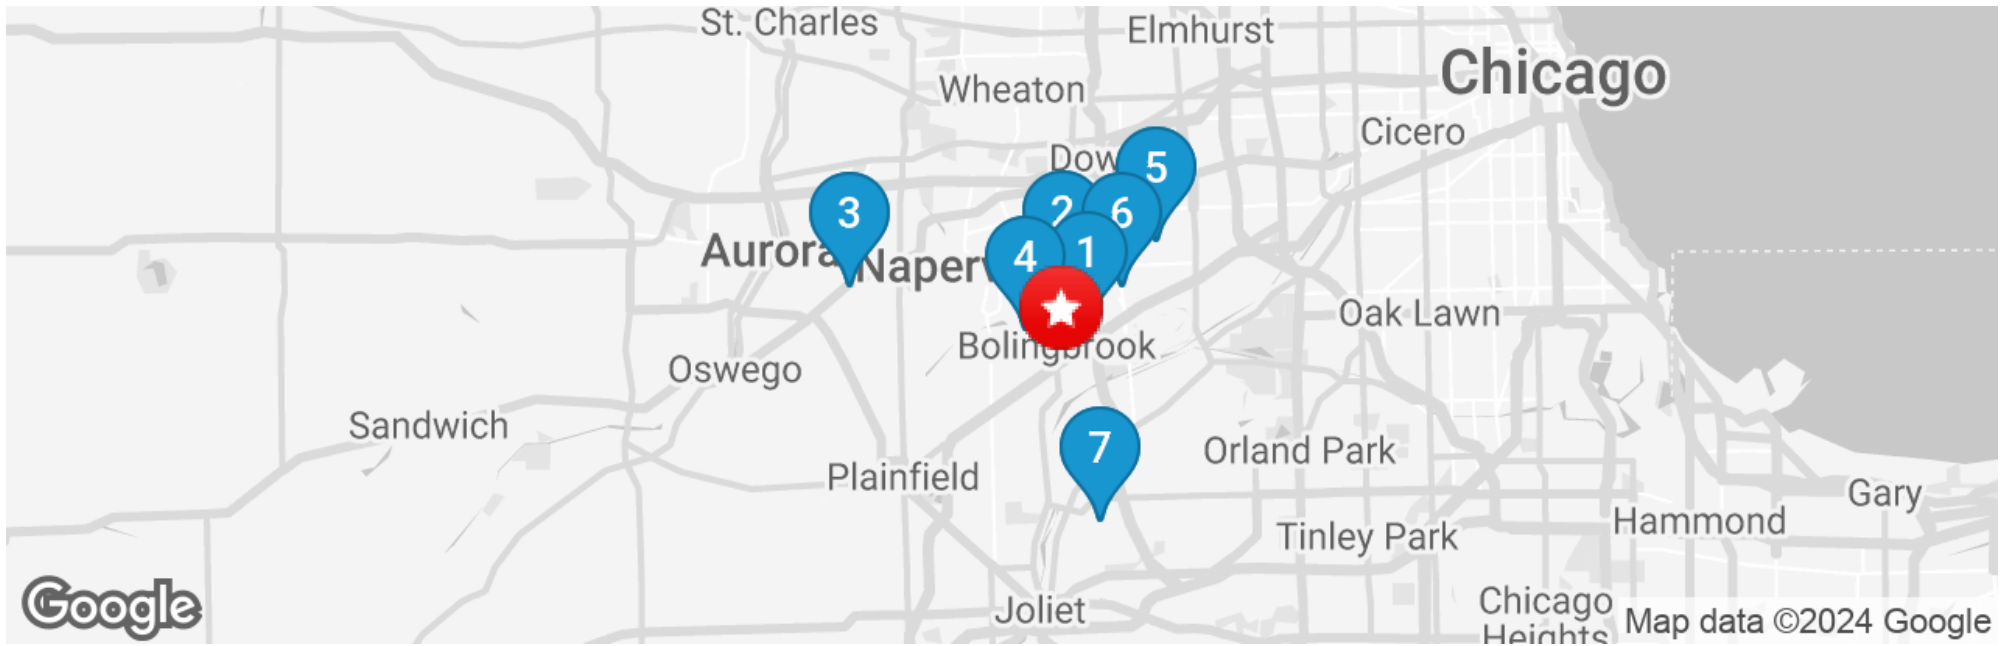 St. Charles
Elmhurst
Chicago
Wheaton
Cicero
Dow
5
3
2
6
Aurora
Naperv
4
1
Oak Lawn
Bolingbrook
Oswego
Sandwich
7
Orland Park
Plainfield
Gary
Hammond
Tinley Park
Google
Joliet
Chicago
Heights
Map data ©2024 Google